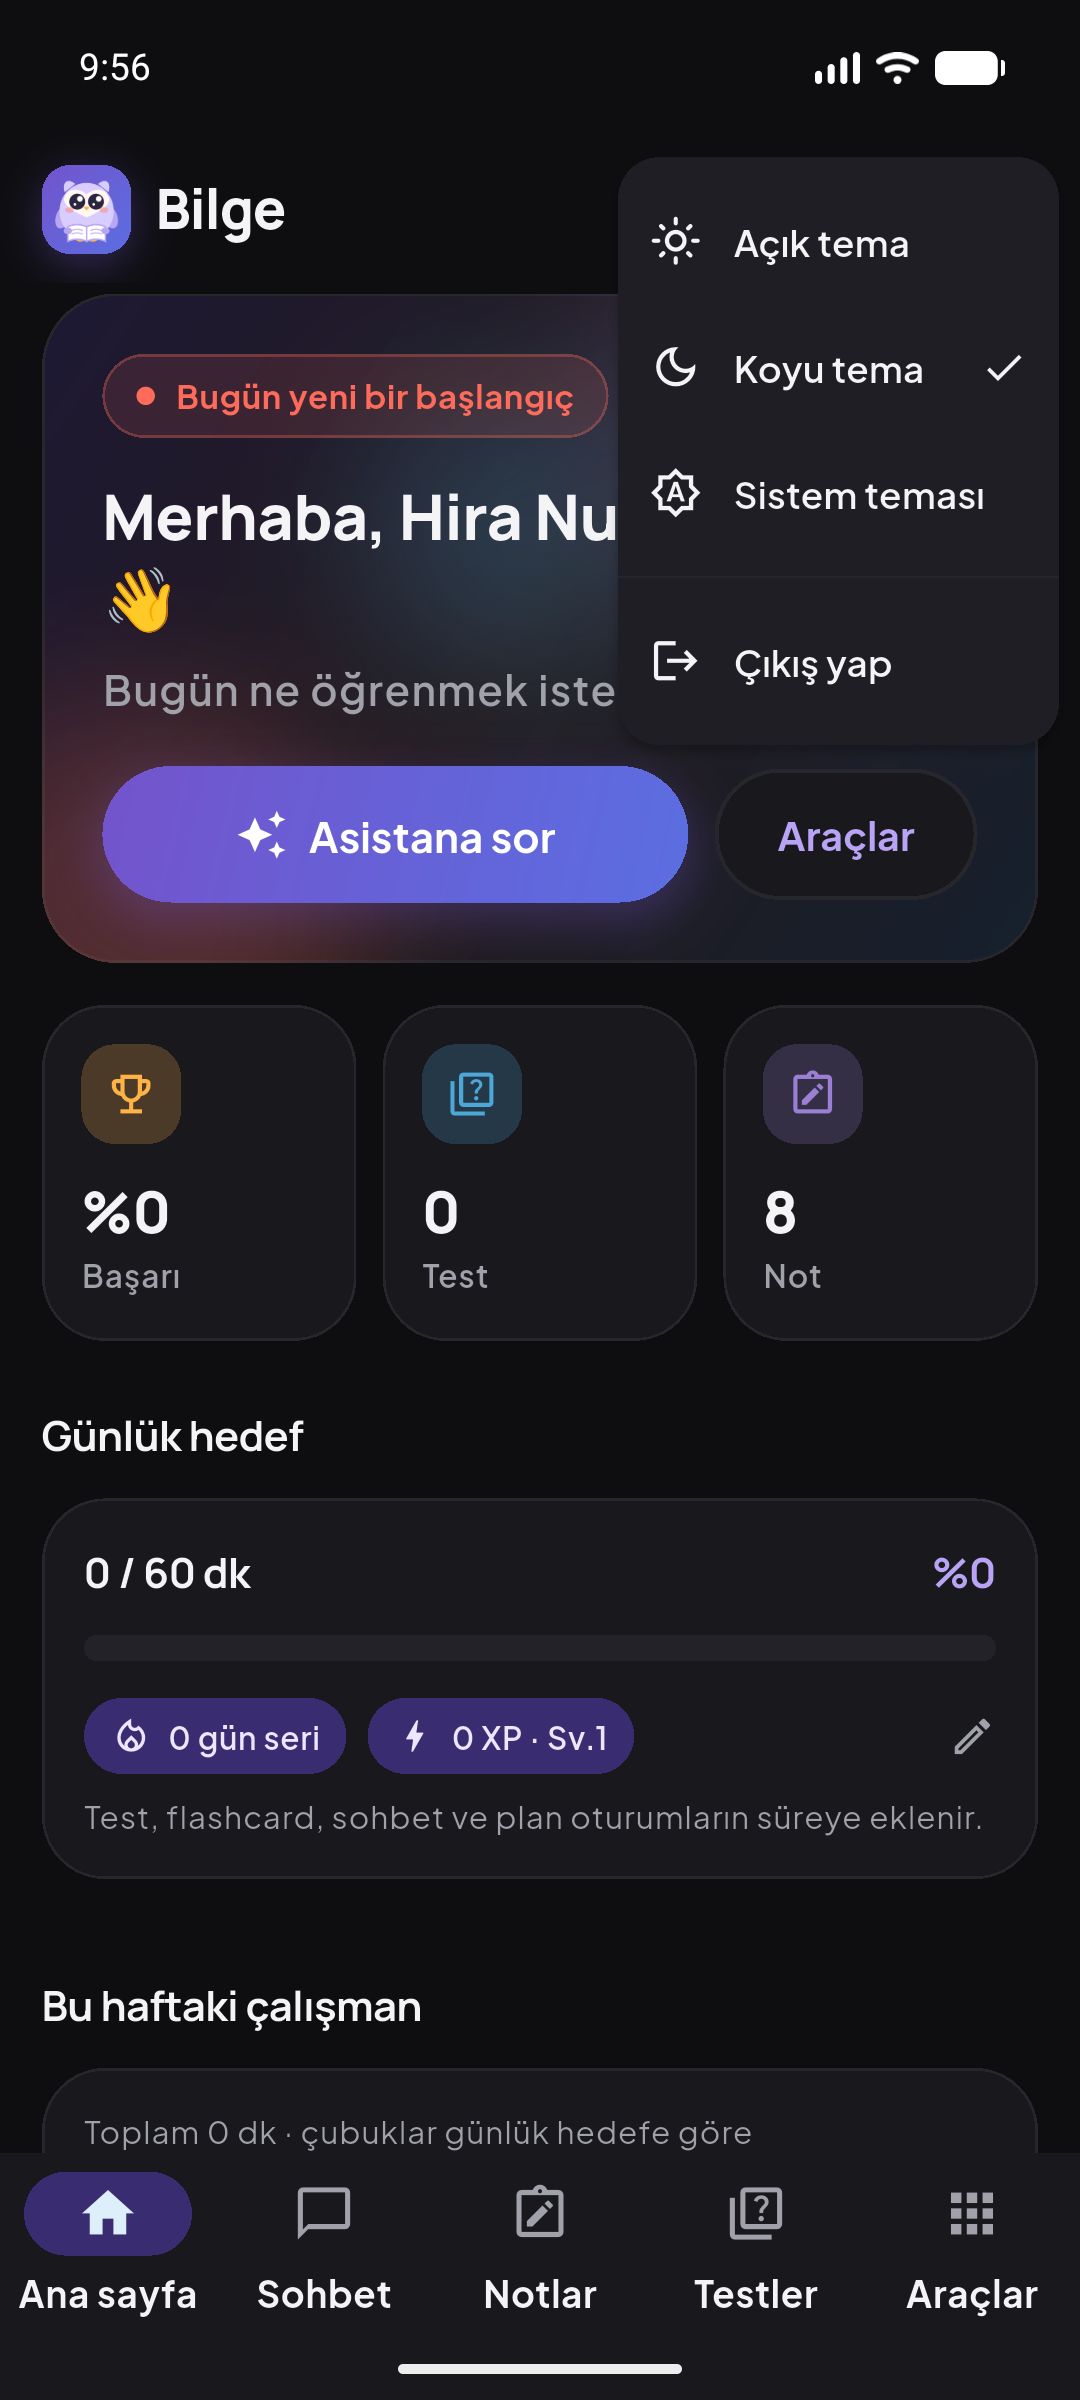 9:56
Bilge
Açık tema
Koyu tema
Sistem teması
Çıkış yap
Bugün yeni bir başlangıç
Merhaba, Hira Nu
👋
Bugün ne öğrenmek iste
Asistana sor
Araçlar
%0
Başarı
0
Test
8
Not
Günlük hedef
0 / 60 dk
%0
0 gün seri
0 XP · Sv.1
Test, flashcard, sohbet ve plan oturumların süreye eklenir.
Bu haftaki çalışman
Toplam 0 dk · çubuklar günlük hedefe göre
Ana sayfa
Sohbet
Notlar
Testler
Araçlar